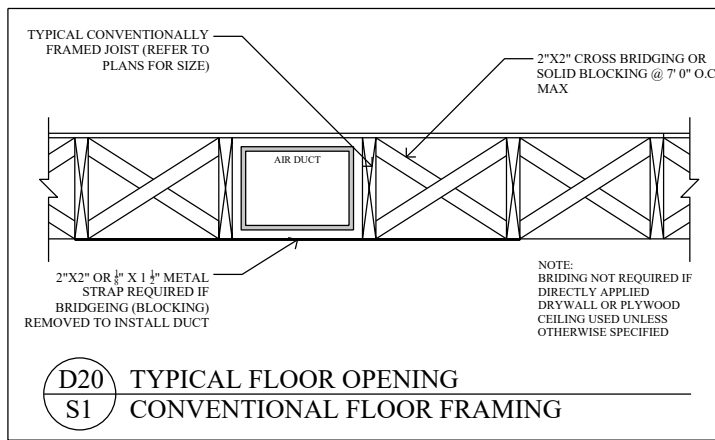 TYPICAL CONVENTIONALLY
FRAMED JOIST (REFER TO
PLANS FOR SIZE)
2"X2" CROSS BRIDGING OR
SOLID BLOCKING @ 7' 0" O.C
MAX
AIR DUCT
2"X2" OR 1/8" X 1 1/2" METAL
STRAP REQUIRED IF
BRIDGEING (BLOCKING)
REMOVED TO INSTALL DUCT
NOTE:
BRIDING NOT REQUIRED IF
DIRECTLY APPLIED
DRYWALL OR PLYWOOD
CEILING USED UNLESS
OTHERWISE SPECIFIED
D20 TYPICAL FLOOR OPENING
S1 CONVENTIONAL FLOOR FRAMING